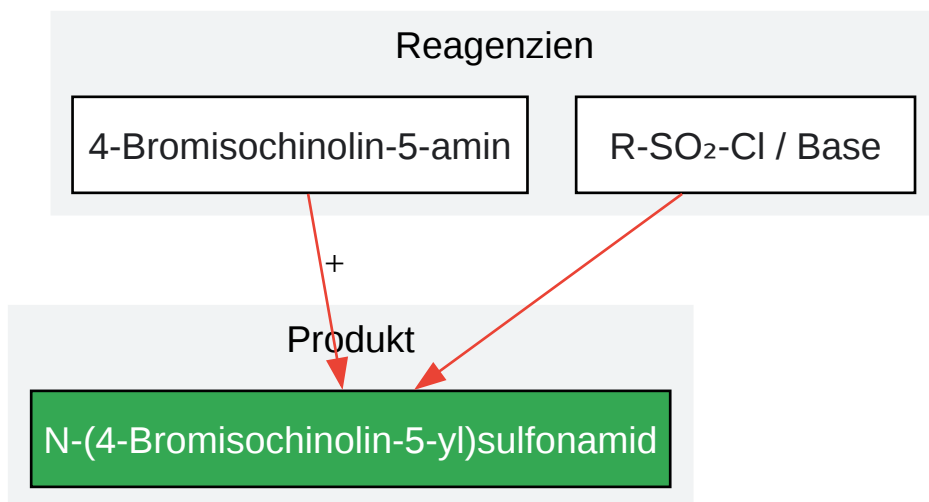 Reagenzien
4-Bromisochinolin-5-amin
R-SO₂-Cl / Base
+
Produkt
N-(4-Bromisochinolin-5-yl)sulfonamid